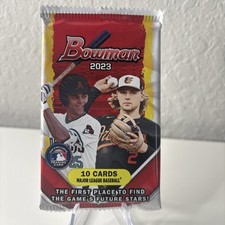 Bowman
2023
10 CARDS
MAJOR LEAGUE BASEBALL
THE FIRST PLACE TO FIND
THE GAME'S FUTURE STARS!